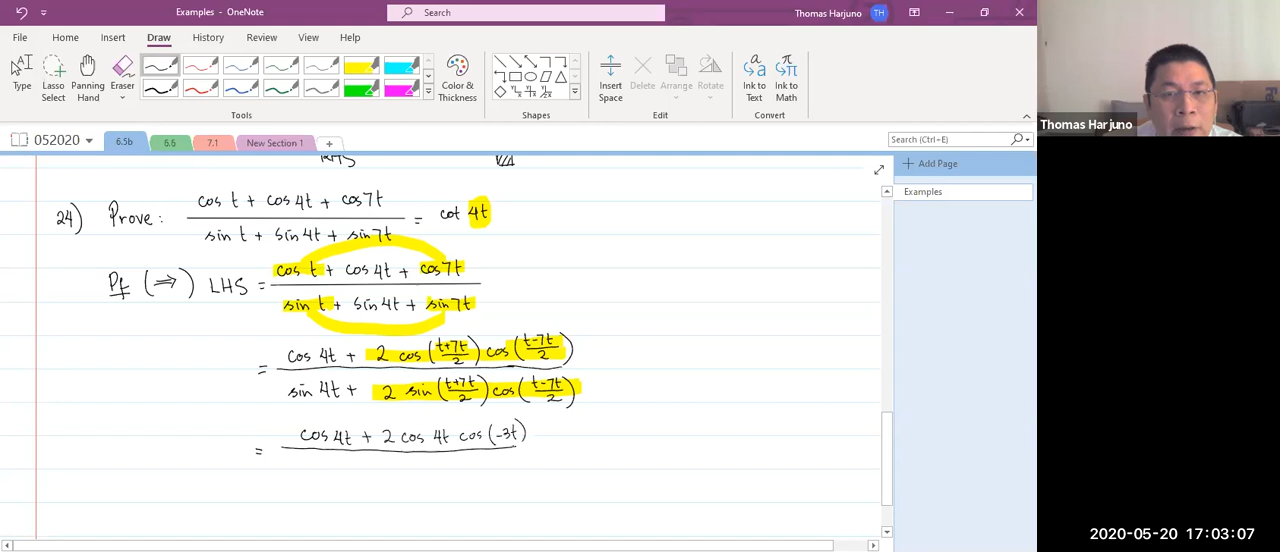 Examples - OneNote
Search
Thomas Harjuno TH
File Home Insert Draw History Review View Help
Type Lasso Select Panning Hand Eraser Color & Thickness Insert Space Delete Arrange Rotate Ink to Text Ink to Math
Tools Shapes Edit Convert
Thomas Harjuno
052020 6.5b 6.6 7.1 New Section 1 +
Search (Ctrl+E)
Add Page
Examples
RHS
24) Prove: (cos t + cos 4t + cos 7t) / (sin t + sin 4t + sin 7t) = cot 4t
Pf (⇒) LHS = (cos t + cos 4t + cos 7t) / (sin t + sin 4t + sin 7t)
= (cos 4t + 2 cos((t+7t)/2) cos((t-7t)/2)) / (sin 4t + 2 sin((t+7t)/2) cos((t-7t)/2))
= cos 4t + 2 cos 4t cos(-3t)
2020-05-20 17:03:07